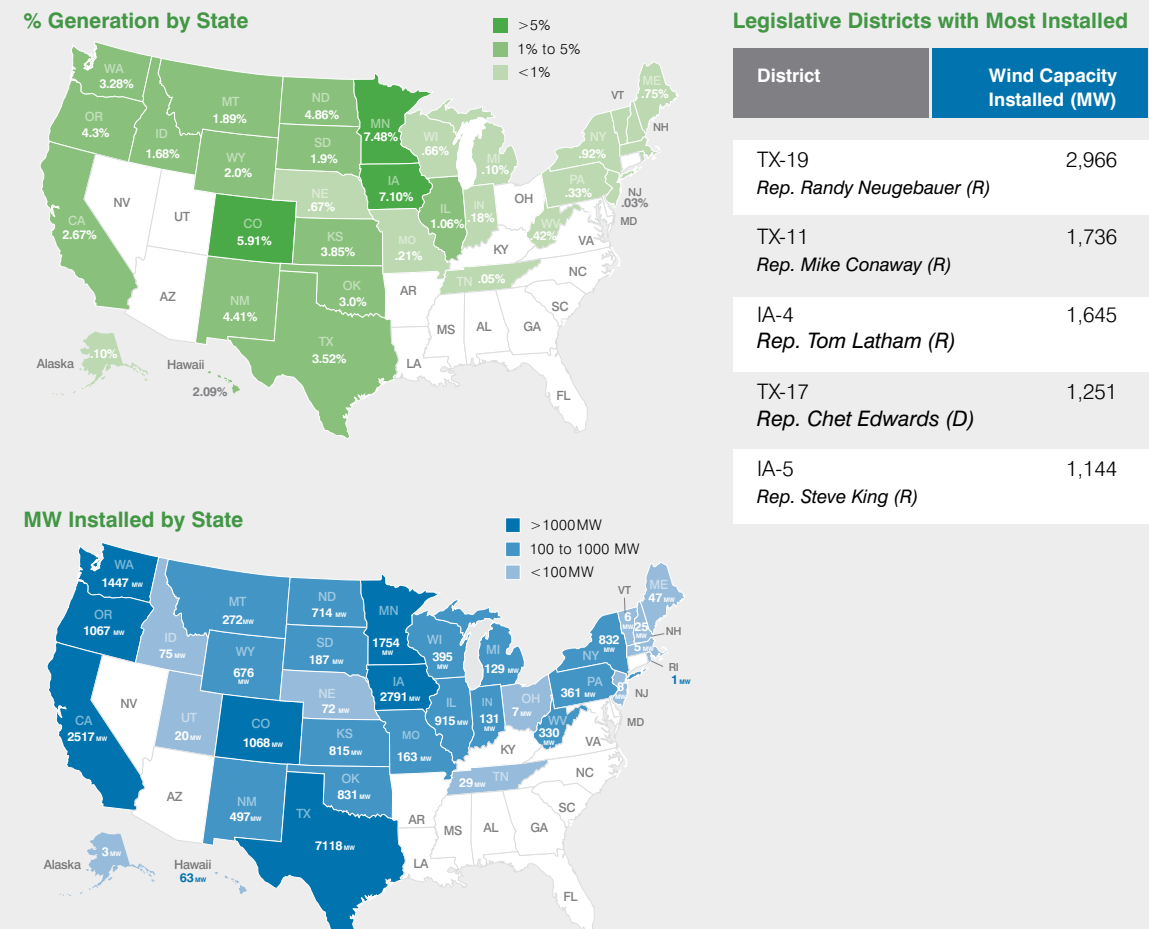 % Generation by State
>5%
1% to 5%
<1%
WA
3.28%
OR
4.3%
ID
1.68%
MT
1.89%
ND
4.86%
MN
7.48%
SD
1.9%
WY
2.0%
WI
.66%
MI
.10%
NY
.92%
VT
ME
.75%
NH
PA
.33%
NJ
.03%
MD
NE
.67%
IA
7.10%
IL
1.06%
IN
.18%
OH
WV
.42%
VA
KY
NV
UT
CO
5.91%
CA
2.67%
KS
3.85%
MO
.21%
TN .05%
NC
SC
AZ
NM
4.41%
OK
3.0%
AR
TX
3.52%
MS
AL
GA
LA
FL
Alaska
.10%
Hawaii
2.09%
MW Installed by State
>1000MW
100 to 1000 MW
<100MW
WA
1447 MW
OR
1067 MW
ID
75 MW
MT
272 MW
ND
714 MW
MN
1754
MW
SD
187 MW
WY
676
MW
WI
395
MW
MI
129 MW
832
MW
NY
VT
6
MW
25
MW
ME
47 MW
NH
5 MW
RI
1 MW
361 MW PA
8
MW
NJ
MD
NE
72 MW
IA
2791 MW
IL
915 MW
IN
131
MW
OH
7 MW
WV
330
MW
VA
KY
NV
UT
20 MW
CO
1068 MW
CA
2517 MW
KS
815 MW
MO
163 MW
29 MW TN
NC
SC
AZ
NM
497 MW
OK
831 MW
AR
TX
7118 MW
MS
AL
GA
LA
FL
Alaska
3 MW
Hawaii
63 MW
Legislative Districts with Most Installed
District
Wind Capacity
Installed (MW)
TX-19 2,966
Rep. Randy Neugebauer (R)
TX-11 1,736
Rep. Mike Conaway (R)
IA-4 1,645
Rep. Tom Latham (R)
TX-17 1,251
Rep. Chet Edwards (D)
IA-5 1,144
Rep. Steve King (R)